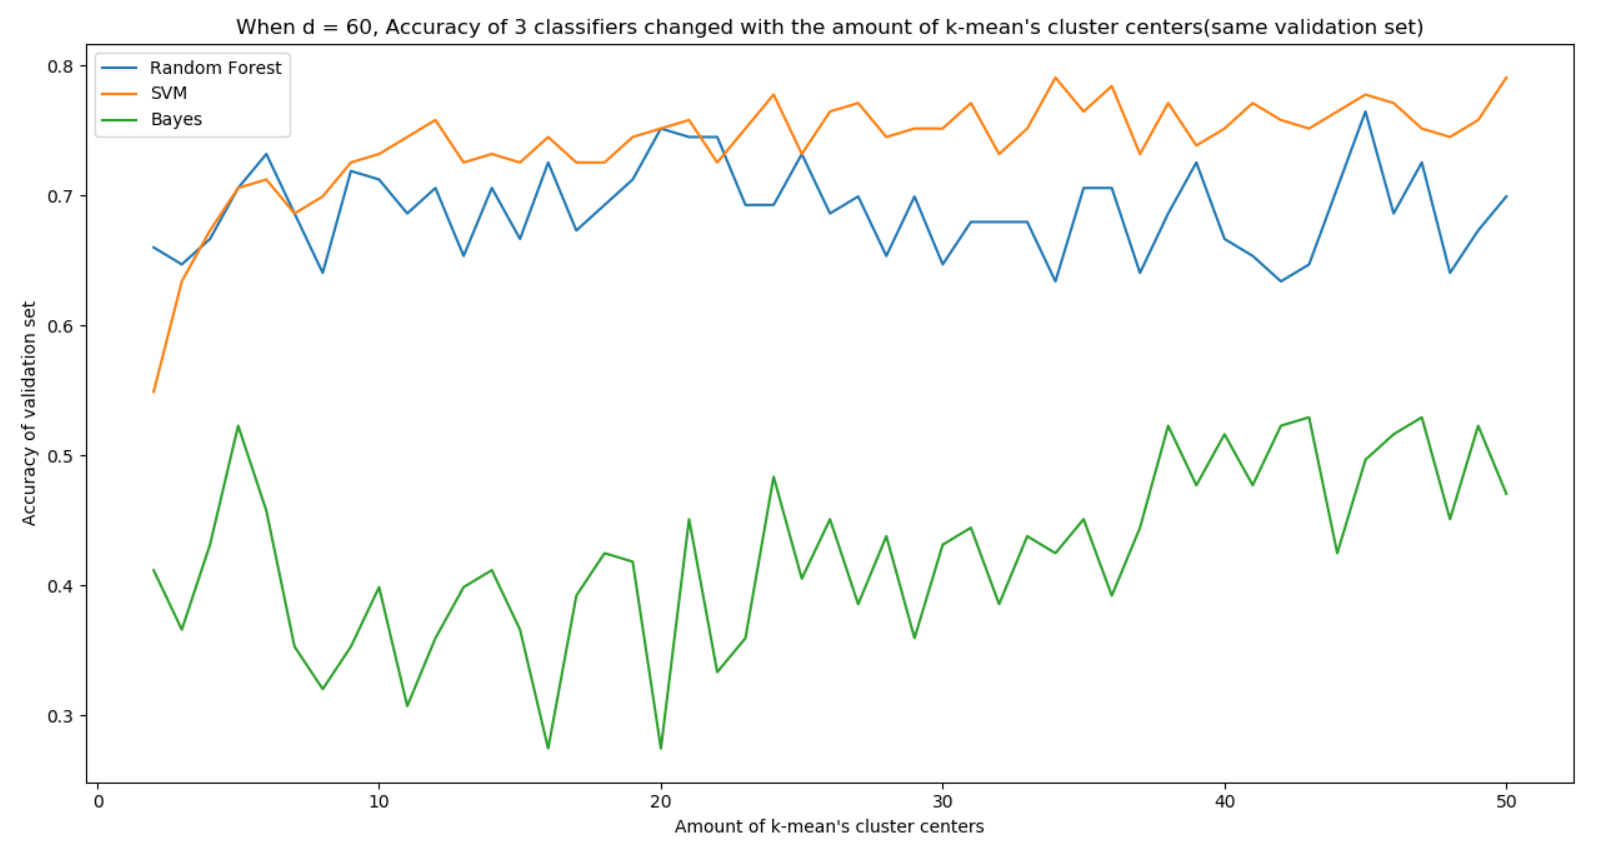 When d = 60, Accuracy of 3 classifiers changed with the amount of k-mean's cluster centers(same validation set)
Random Forest
SVM
Bayes
Accuracy of validation set
0.8
0.7
0.6
0.5
0.4
0.3
0 10 20 30 40 50
Amount of k-mean's cluster centers